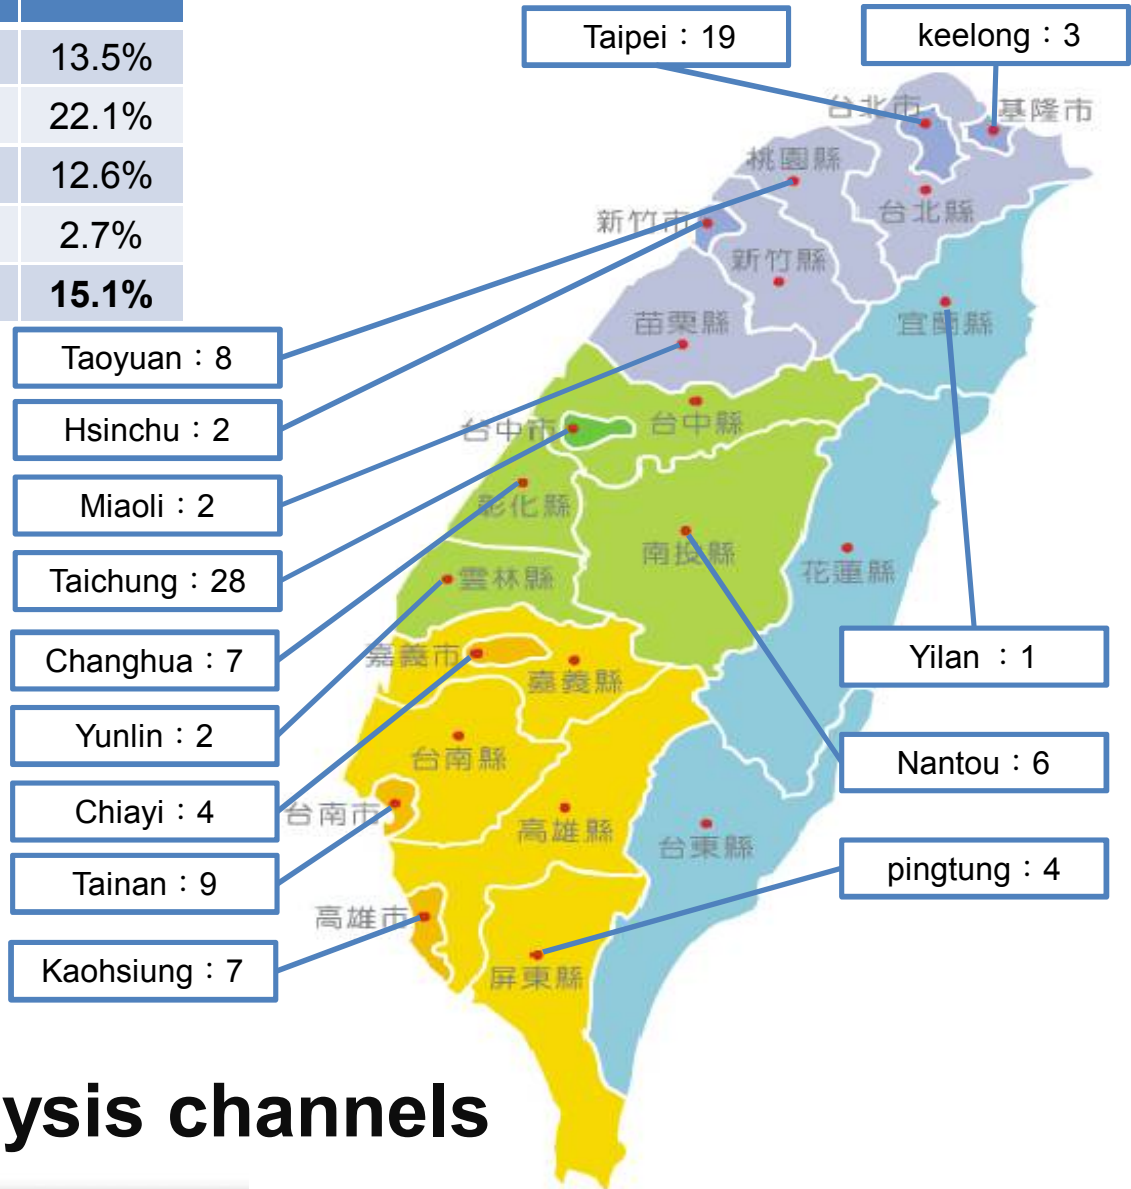 13.5%
22.1%
12.6%
2.7%
15.1%
Taipei：19
keelong：3
台北市
基隆市
桃園縣
新竹市
台北縣
新竹縣
苗栗縣
宜蘭縣
Taoyuan：8
Hsinchu：2
Miaoli：2
Taichung：28
Changhua：7
Yunlin：2
Chiayi：4
Tainan：9
Kaohsiung：7
台中市
台中縣
彰化縣
南投縣
花蓮縣
雲林縣
嘉義市
嘉義縣
台南縣
台南市
高雄縣
台東縣
高雄市
屏東縣
Yilan ：1
Nantou：6
pingtung：4
ysis channels